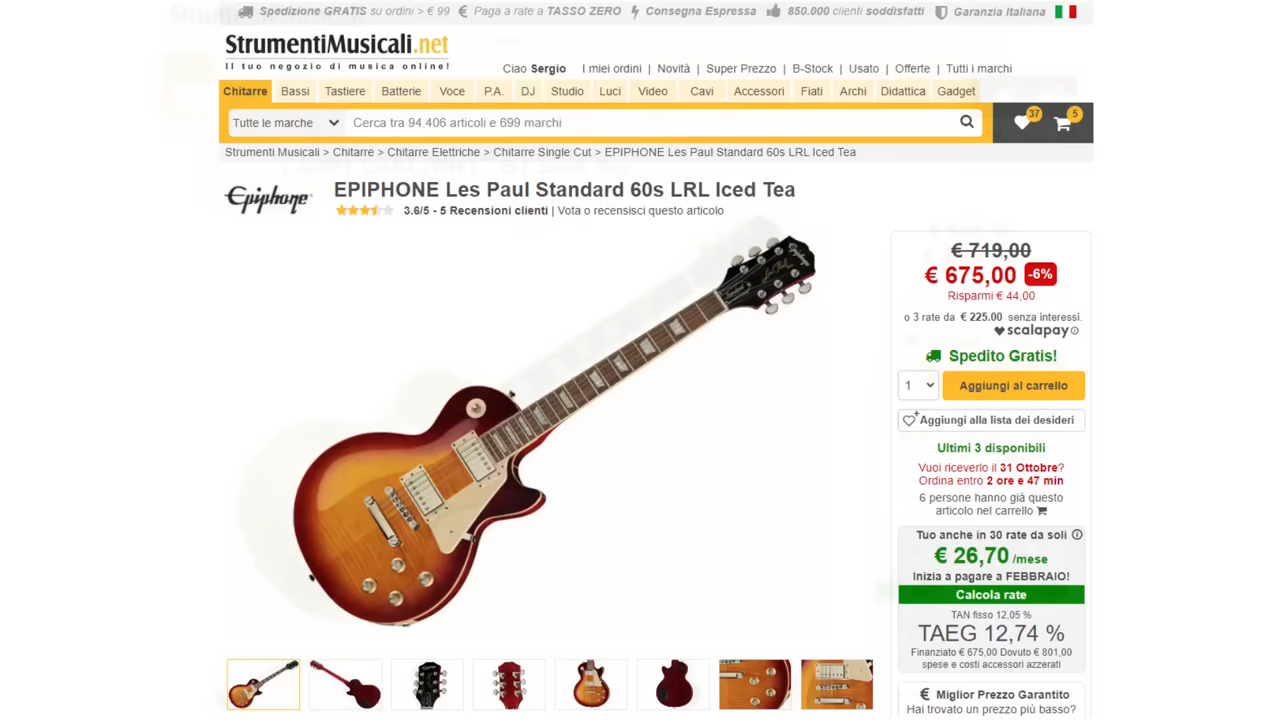 Spedizione GRATIS su ordini > € 99 € Paga a rate a TASSO ZERO Consegna Espressa 850.000 clienti soddisfatti Garanzia Italiana
StrumentiMusicali.net
Il tuo negozio di musica online!
Ciao Sergio I miei ordini | Novità | Super Prezzo | B-Stock | Usato | Offerte | Tutti i marchi
Chitarre Bassi Tastiere Batterie Voce P.A. DJ Studio Luci Video Cavi Accessori Fiati Archi Didattica Gadget
Tutte le marche Cerca tra 94.406 articoli e 699 marchi 37 5
Strumenti Musicali > Chitarre > Chitarre Elettriche > Chitarre Single Cut > EPIPHONE Les Paul Standard 60s LRL Iced Tea
Epiphone EPIPHONE Les Paul Standard 60s LRL Iced Tea
3.6/5 - 5 Recensioni clienti | Vota o recensisci questo articolo
€ 719,00
€ 675,00 -6%
Risparmi € 44,00
o 3 rate da € 225.00 senza interessi.
scalapay
Spedito Gratis!
1 Aggiungi al carrello
Aggiungi alla lista dei desideri
Ultimi 3 disponibili
Vuoi riceverlo il 31 Ottobre?
Ordina entro 2 ore e 47 min
6 persone hanno già questo
articolo nel carrello
Tuo anche in 30 rate da soli
€ 26,70 /mese
Inizia a pagare a FEBBRAIO!
Calcola rate
TAN fisso 12,05 %
TAEG 12,74 %
Finanziato € 675,00 Dovuto € 801,00
spese e costi accessori azzerati
€ Miglior Prezzo Garantito
Hai trovato un prezzo più basso?